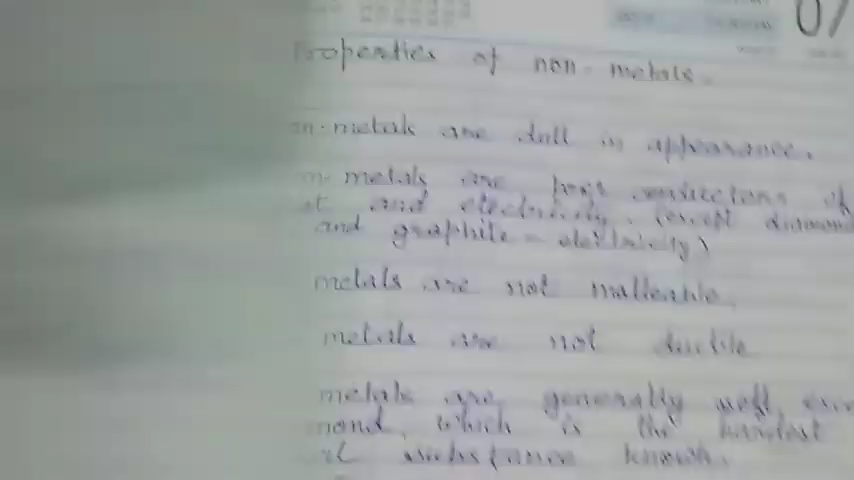 07
Properties of non-metals.
n-metals are dull in appearance.
n-metals are poor conductors of
t and electricity. (except diamond
and graphite - electricity)
metals are not malleable.
metals are not ductile
metals are generally soft,
mond, which is the hardest
l substance known.